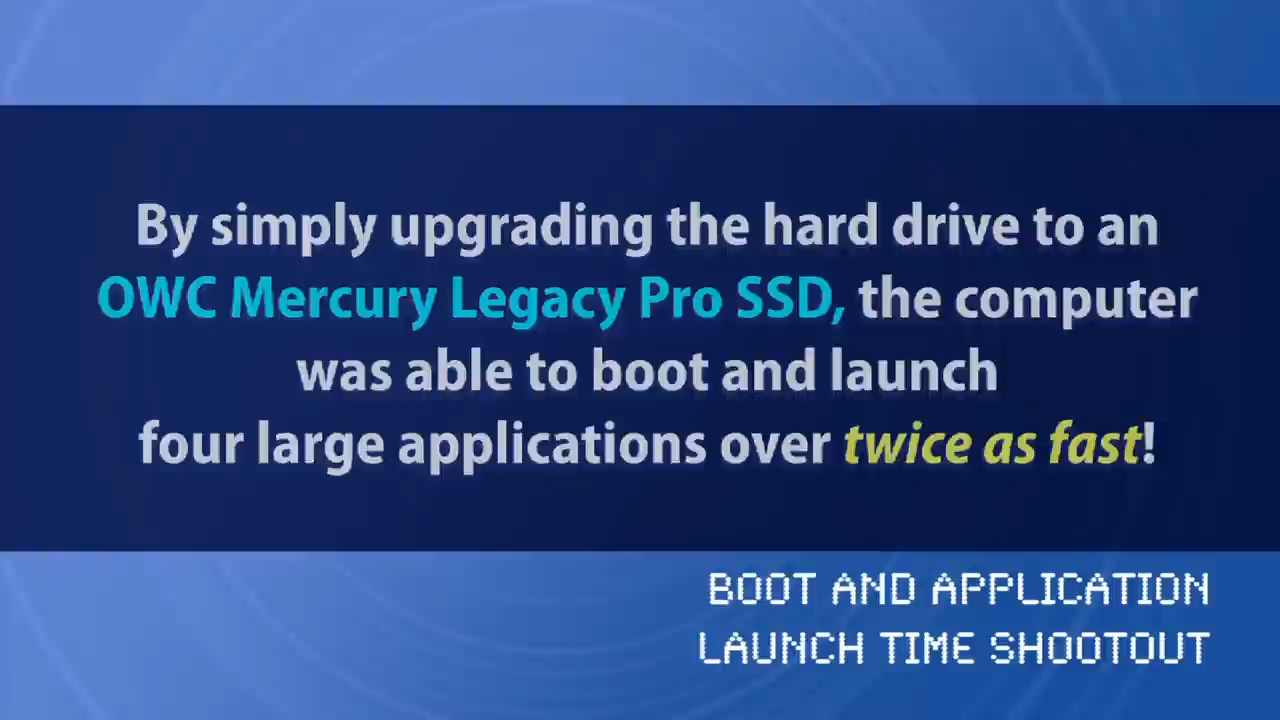 By simply upgrading the hard drive to an
OWC Mercury Legacy Pro SSD, the computer
was able to boot and launch
four large applications over twice as fast!
BOOT AND APPLICATION
LAUNCH TIME SHOOTOUT